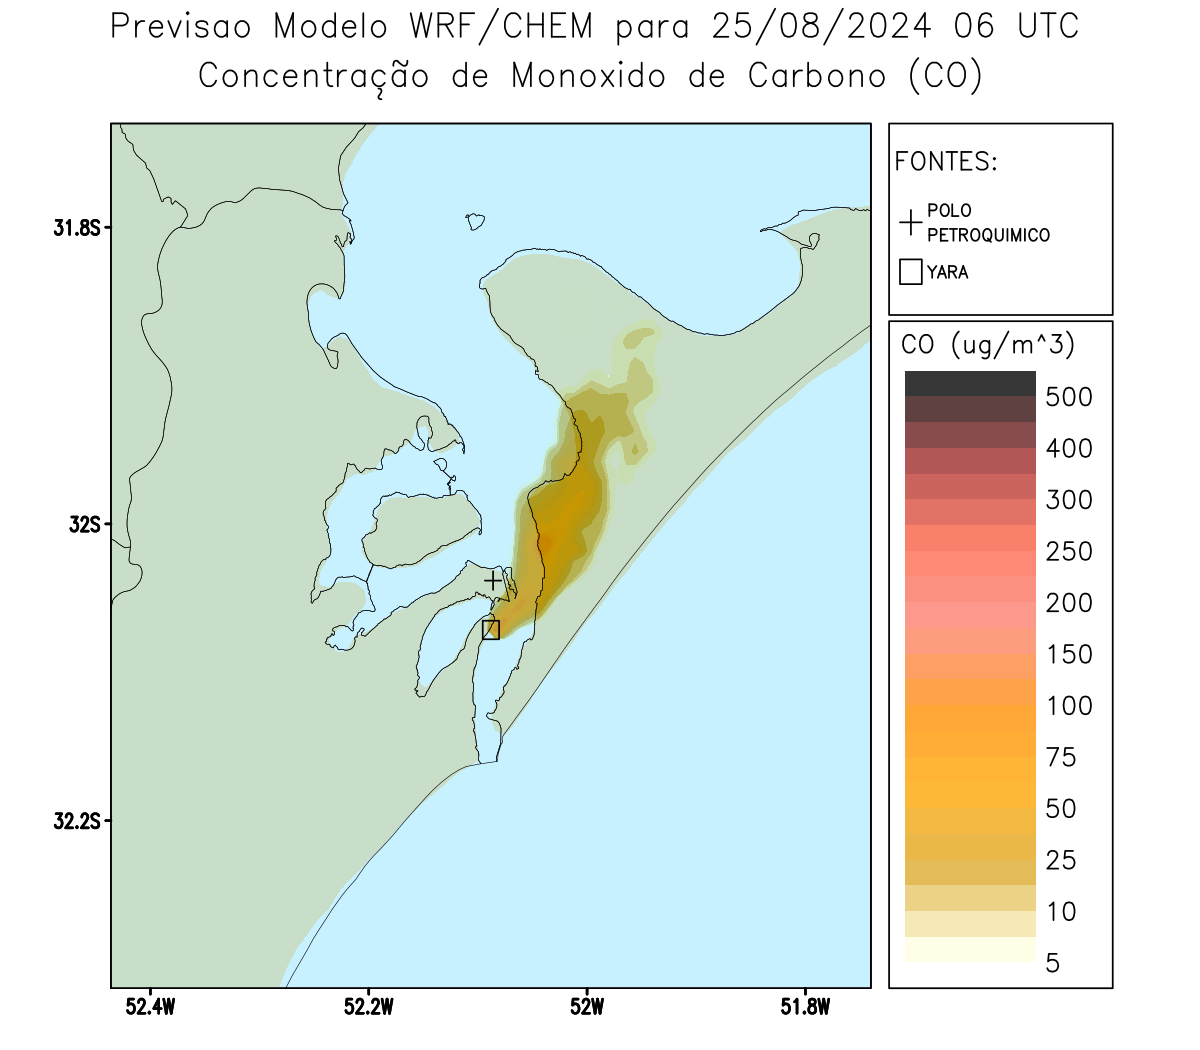 Previsao Modelo WRF/CHEM para 25/08/2024 06 UTC
Concentração de Monoxido de Carbono (CO)
FONTES:
POLO
PETROQUIMICO
YARA
CO (ug/m^3)
500
400
300
250
200
150
100
75
50
25
10
5
31.8S
32S
32.2S
52.4W
52.2W
52W
51.8W